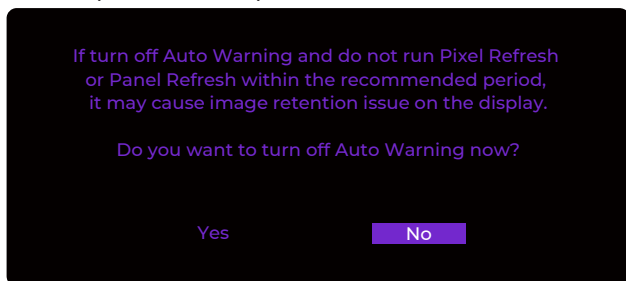 If turn off Auto Warning and do not run Pixel Refresh
or Panel Refresh within the recommended period,
it may cause image retention issue on the display.
Do you want to turn off Auto Warning now?
Yes
No